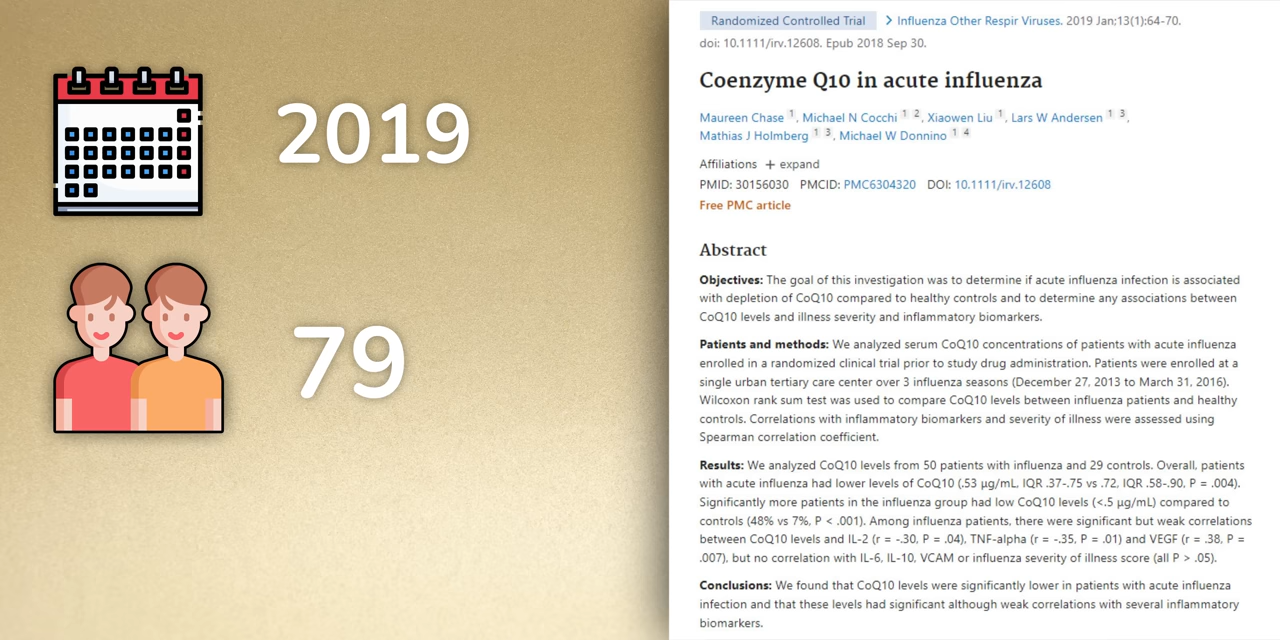 2019
79
Randomized Controlled Trial > Influenza Other Respir Viruses. 2019 Jan;13(1):64-70.
doi: 10.1111/irv.12608. Epub 2018 Sep 30.
Coenzyme Q10 in acute influenza
Maureen Chase 1, Michael N Cocchi 1 2, Xiaowen Liu 1, Lars W Andersen 1 3,
Mathias J Holmberg 1 3, Michael W Donnino 1 4
Affiliations + expand
PMID: 30156030 PMCID: PMC6304320 DOI: 10.1111/irv.12608
Free PMC article
Abstract
Objectives: The goal of this investigation was to determine if acute influenza infection is associated
with depletion of CoQ10 compared to healthy controls and to determine any associations between
CoQ10 levels and illness severity and inflammatory biomarkers.
Patients and methods: We analyzed serum CoQ10 concentrations of patients with acute influenza
enrolled in a randomized clinical trial prior to study drug administration. Patients were enrolled at a
single urban tertiary care center over 3 influenza seasons (December 27, 2013 to March 31, 2016).
Wilcoxon rank sum test was used to compare CoQ10 levels between influenza patients and healthy
controls. Correlations with inflammatory biomarkers and severity of illness were assessed using
Spearman correlation coefficient.
Results: We analyzed CoQ10 levels from 50 patients with influenza and 29 controls. Overall, patients
with acute influenza had lower levels of CoQ10 (.53 μg/mL, IQR .37-.75 vs .72, IQR .58-.90, P = .004).
Significantly more patients in the influenza group had low CoQ10 levels (<.5 μg/mL) compared to
controls (48% vs 7%, P < .001). Among influenza patients, there were significant but weak correlations
between CoQ10 levels and IL-2 (r = -.30, P = .04), TNF-alpha (r = -.35, P = .01) and VEGF (r = .38, P =
.007), but no correlation with IL-6, IL-10, VCAM or influenza severity of illness score (all P > .05).
Conclusions: We found that CoQ10 levels were significantly lower in patients with acute influenza
infection and that these levels had significant although weak correlations with several inflammatory
biomarkers.